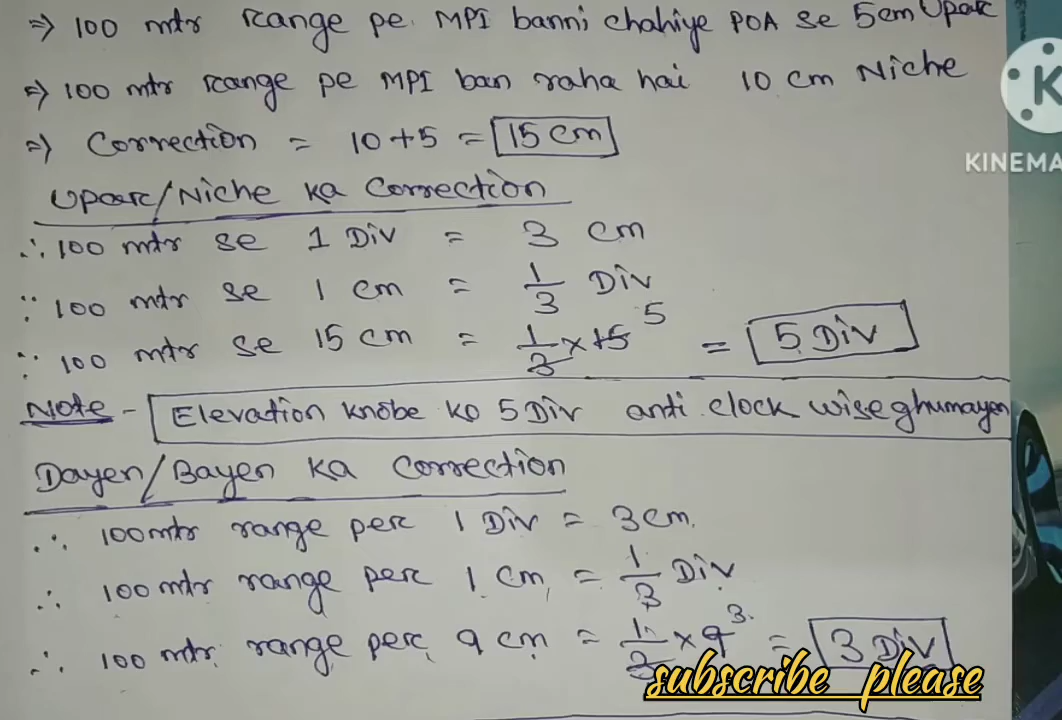 ⇒ 100 mtr range pe MPI banni chahiye POA se 5cm Upar
⇒ 100 mtr range pe MPI ban raha hai 10 cm Niche
⇒ Correction = 10+5 = 15 cm
KINEMA
Upar/Niche ka Correction
∴ 100 mtr se 1 Div = 3 cm
∵ 100 mtr se 1 cm = 1/3 Div
∵ 100 mtr se 15 cm = 1/3 x 15 5 = 5 Div
Note - Elevation knobe ko 5 Div anti clock wise ghumayen
Dayen/Bayen ka Correction
∴ 100mtr range per 1 Div = 3cm.
∴ 100 mtr range per 1 cm = 1/3 Div
∴ 100 mtr range per 9 cm = 1/3 x 9 3 = 3 Div
subscribe please